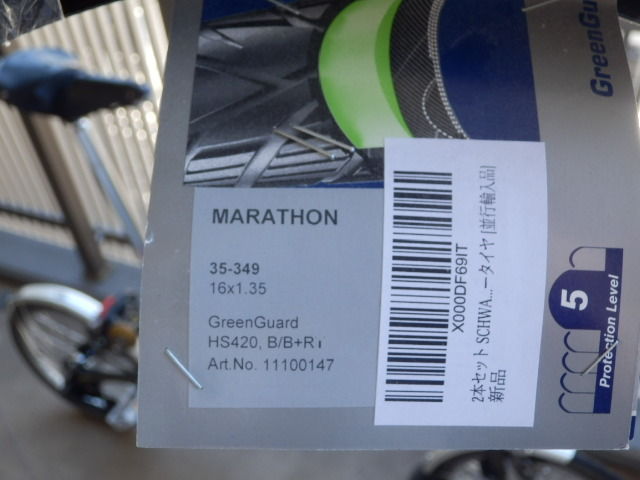 GreenGu
MARATHON
35-349
16x1.35
GreenGuard
HS420, B/B+R
Art.No. 11100147
X000DF69IT
2本セット SCHWA...ータイヤ [並行輸入品]
新品
5
Protection Level